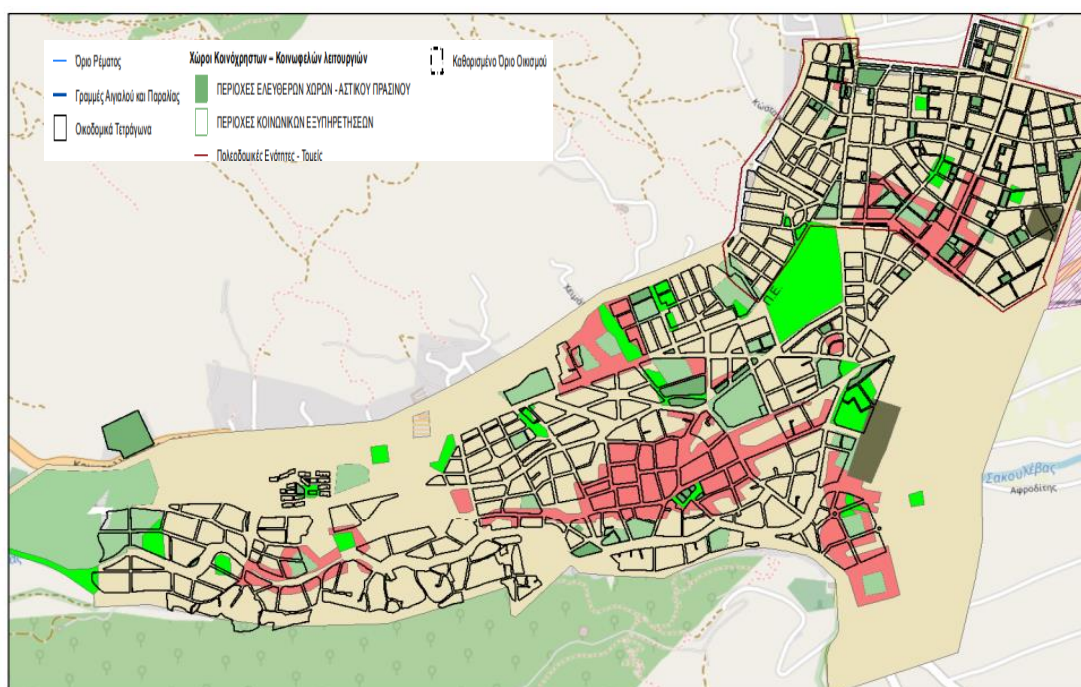 Όριο Ρέματος
Γραμμές Αιγιαλού και Παραλίας
Οικοδομικά Τετράγωνα
Χώροι Κοινόχρηστων – Κοινωφελών λειτουργιών
ΠΕΡΙΟΧΕΣ ΕΛΕΥΘΕΡΩΝ ΧΩΡΩΝ - ΑΣΤΙΚΟΥ ΠΡΑΣΙΝΟΥ
ΠΕΡΙΟΧΕΣ ΚΟΙΝΩΝΙΚΩΝ ΕΞΥΠΗΡΕΤΗΣΕΩΝ
Πολεοδομικές Ενότητες - Τομείς
Καθορισμένο Όριο Οικισμού
Π.Ε.
Σακουλέβας
Αφροδίτης